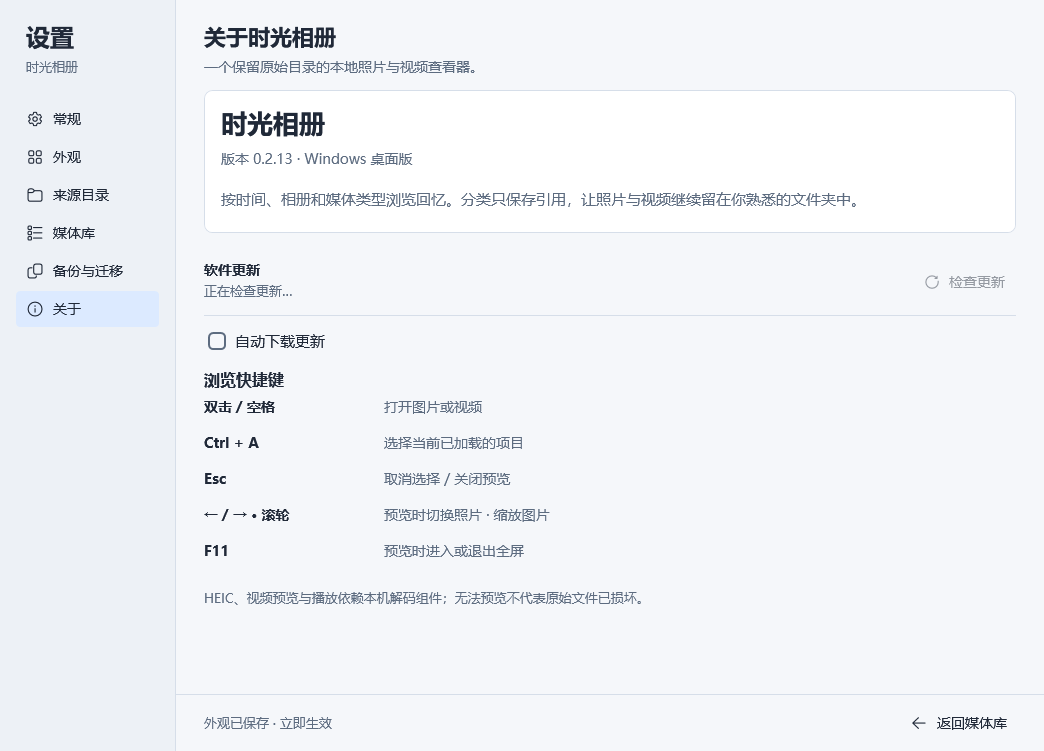 设置
时光相册
常规
外观
来源目录
媒体库
备份与迁移
关于
关于时光相册
一个保留原始目录的本地照片与视频查看器。
时光相册
版本 0.2.13 · Windows 桌面版
按时间、相册和媒体类型浏览回忆。分类只保存引用，让照片与视频继续留在你熟悉的文件夹中。
软件更新
正在检查更新...
检查更新
自动下载更新
浏览快捷键
双击 / 空格 打开图片或视频
Ctrl + A 选择当前已加载的项目
Esc 取消选择 / 关闭预览
← / → • 滚轮 预览时切换照片 · 缩放图片
F11 预览时进入或退出全屏
HEIC、视频预览与播放依赖本机解码组件；无法预览不代表原始文件已损坏。
外观已保存 · 立即生效
← 返回媒体库